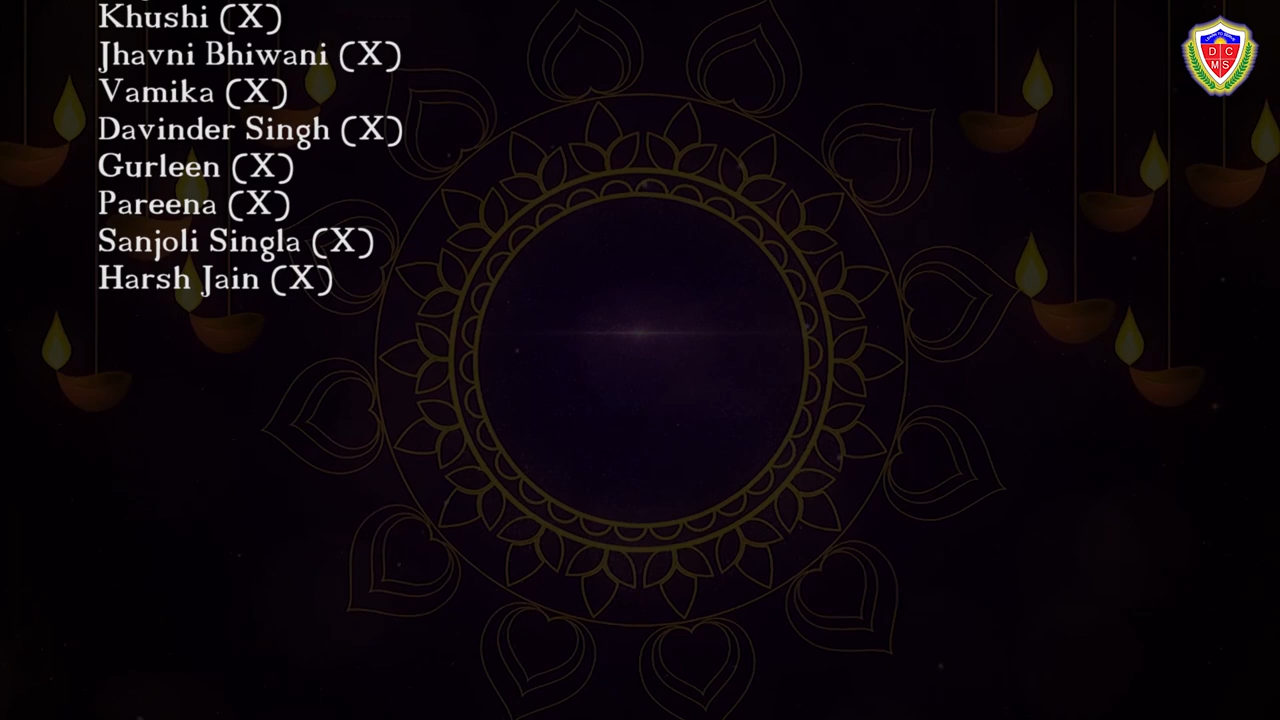 Khushi (X)
Jhavni Bhiwani (X)
Vamika (X)
Davinder Singh (X)
Gurleen (X)
Pareena (X)
Sanjoli Singla (X)
Harsh Jain (X)
D C
M S